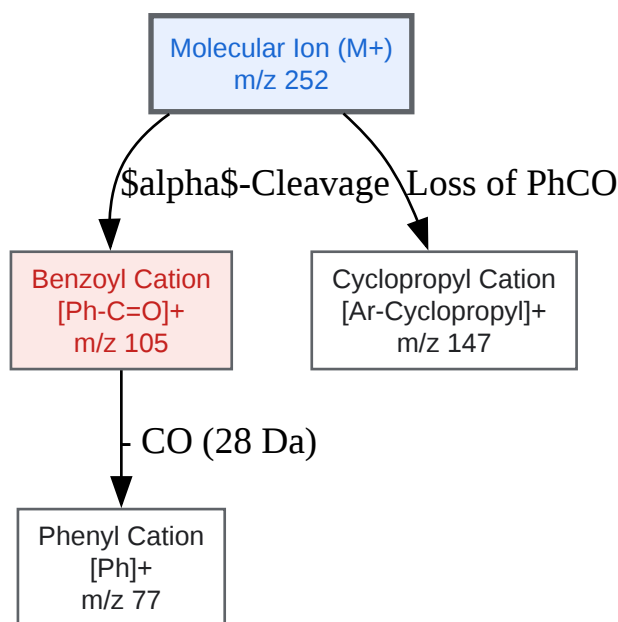 Molecular Ion (M+)
m/z 252
$alpha$-Cleavage
Loss of PhCO
Benzoyl Cation
[Ph-C=O]+
m/z 105
Cyclopropyl Cation
[Ar-Cyclopropyl]+
m/z 147
- CO (28 Da)
Phenyl Cation
[Ph]+
m/z 77